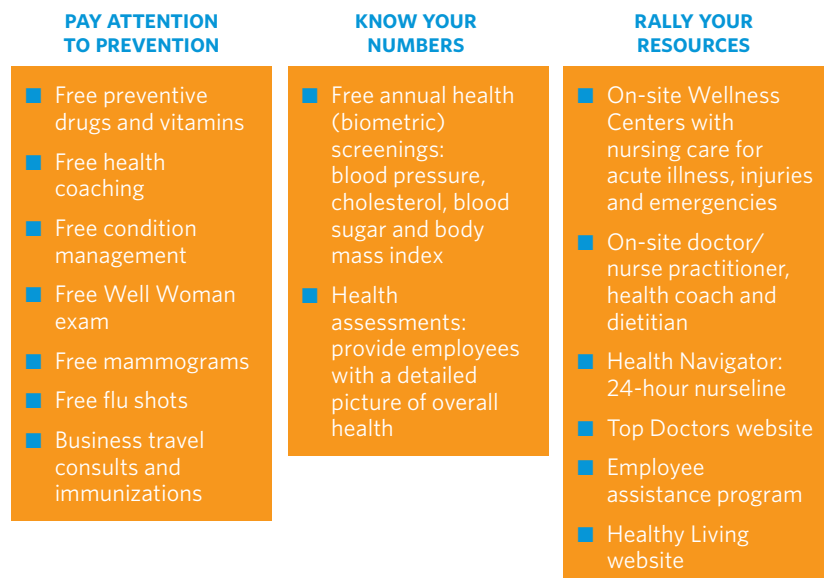 PAY ATTENTION
TO PREVENTION
Free preventive
drugs and vitamins
Free health
coaching
Free condition
management
Free Well Woman
exam
Free mammograms
Free flu shots
Business travel
consults and
immunizations
KNOW YOUR
NUMBERS
Free annual health
(biometric)
screenings:
blood pressure,
cholesterol, blood
sugar and body
mass index
Health
assessments:
provide employees
with a detailed
picture of overall
health
RALLY YOUR
RESOURCES
On-site Wellness
Centers with
nursing care for
acute illness, injuries
and emergencies
On-site doctor/
nurse practitioner,
health coach and
dietitian
Health Navigator:
24-hour nurseline
Top Doctors website
Employee
assistance program
Healthy Living
website